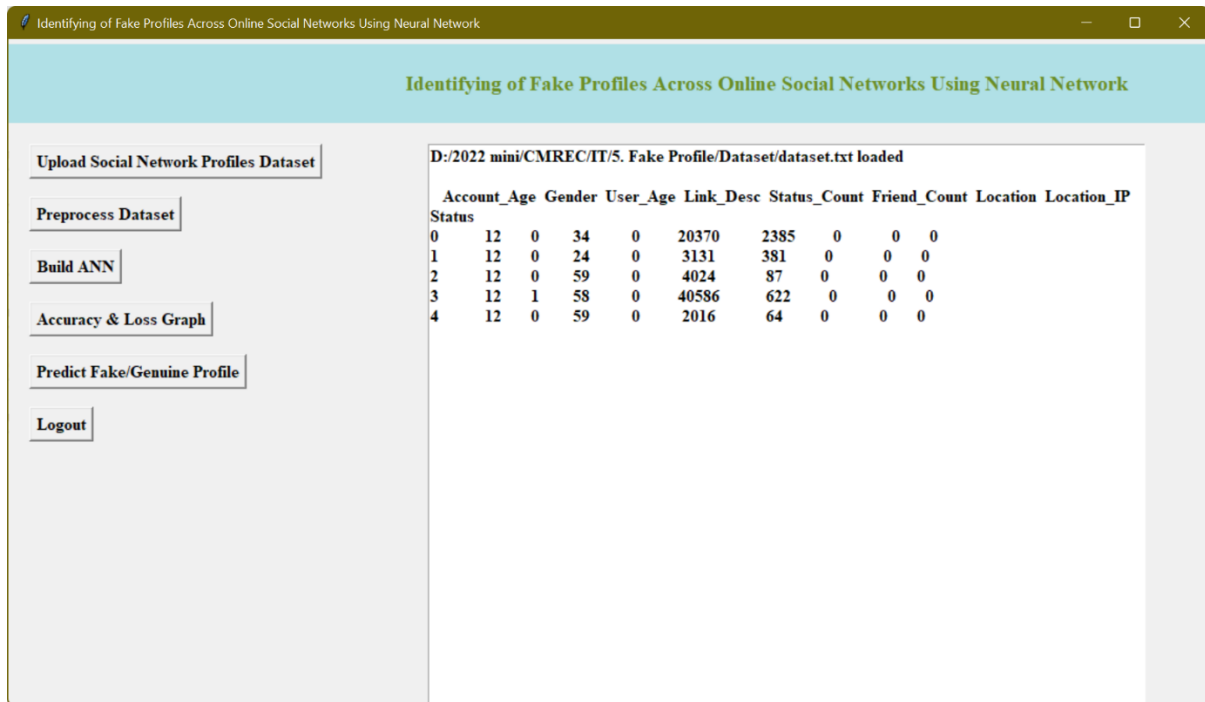 Identifying of Fake Profiles Across Online Social Networks Using Neural Network
Identifying of Fake Profiles Across Online Social Networks Using Neural Network
Upload Social Network Profiles Dataset
Preprocess Dataset
Build ANN
Accuracy & Loss Graph
Predict Fake/Genuine Profile
Logout
D:/2022 mini/CMREC/IT/5. Fake Profile/Dataset/dataset.txt loaded
Account_Age Gender User_Age Link_Desc Status_Count Friend_Count Location Location_IP
Status
0 12 0 34 0 20370 2385 0 0 0
1 12 0 24 0 3131 381 0 0 0
2 12 0 59 0 4024 87 0 0 0
3 12 1 58 0 40586 622 0 0 0
4 12 0 59 0 2016 64 0 0 0